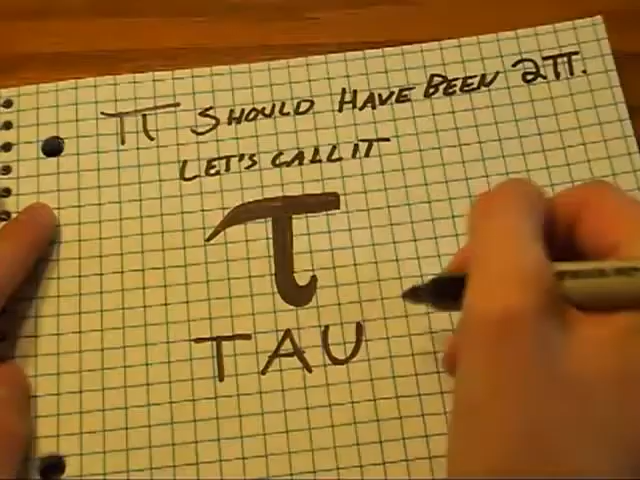 π SHOULD HAVE BEEN 2π.
LET'S CALL IT
τ
TAU